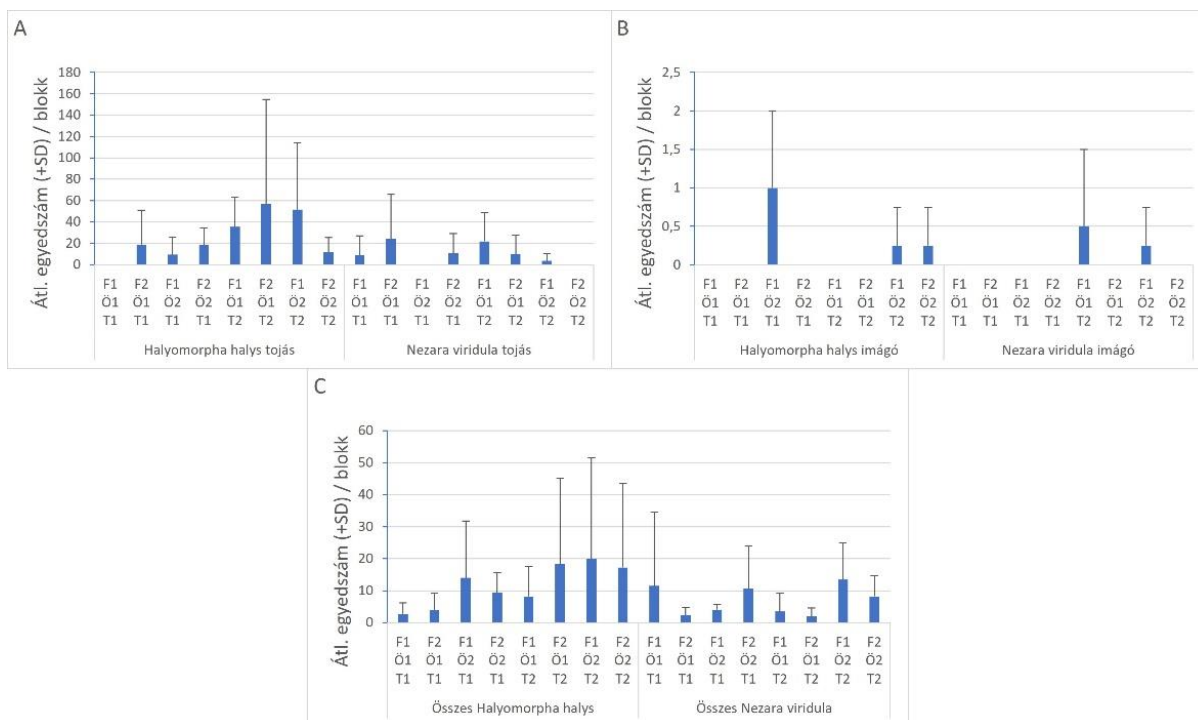 A
Átl. egyedszám (+SD) / blokk
180
160
140
120
100
80
60
40
20
0
F1 F2 F1 F2 F1 F2 F1 F2 F1 F2 F1 F2 F1 F2 F1 F2
Ö1 Ö1 Ö2 Ö2 Ö1 Ö1 Ö2 Ö2 Ö1 Ö1 Ö2 Ö2 Ö1 Ö1 Ö2 Ö2
T1 T1 T1 T1 T2 T2 T2 T2 T1 T1 T1 T1 T2 T2 T2 T2
Halyomorpha halys tojás Nezara viridula tojás
B
Átl. egyedszám (+SD) / blokk
2,5
2
1,5
1
0,5
0
F1 F2 F1 F2 F1 F2 F1 F2 F1 F2 F1 F2 F1 F2 F1 F2
Ö1 Ö1 Ö2 Ö2 Ö1 Ö1 Ö2 Ö2 Ö1 Ö1 Ö2 Ö2 Ö1 Ö1 Ö2 Ö2
T1 T1 T1 T1 T2 T2 T2 T2 T1 T1 T1 T1 T2 T2 T2 T2
Halyomorpha halys imágó Nezara viridula imágó
C
Átl. egyedszám (+SD) / blokk
60
50
40
30
20
10
0
F1 F2 F1 F2 F1 F2 F1 F2 F1 F2 F1 F2 F1 F2 F1 F2
Ö1 Ö1 Ö2 Ö2 Ö1 Ö1 Ö2 Ö2 Ö1 Ö1 Ö2 Ö2 Ö1 Ö1 Ö2 Ö2
T1 T1 T1 T1 T2 T2 T2 T2 T1 T1 T1 T1 T2 T2 T2 T2
Összes Halyomorpha halys Összes Nezara viridula